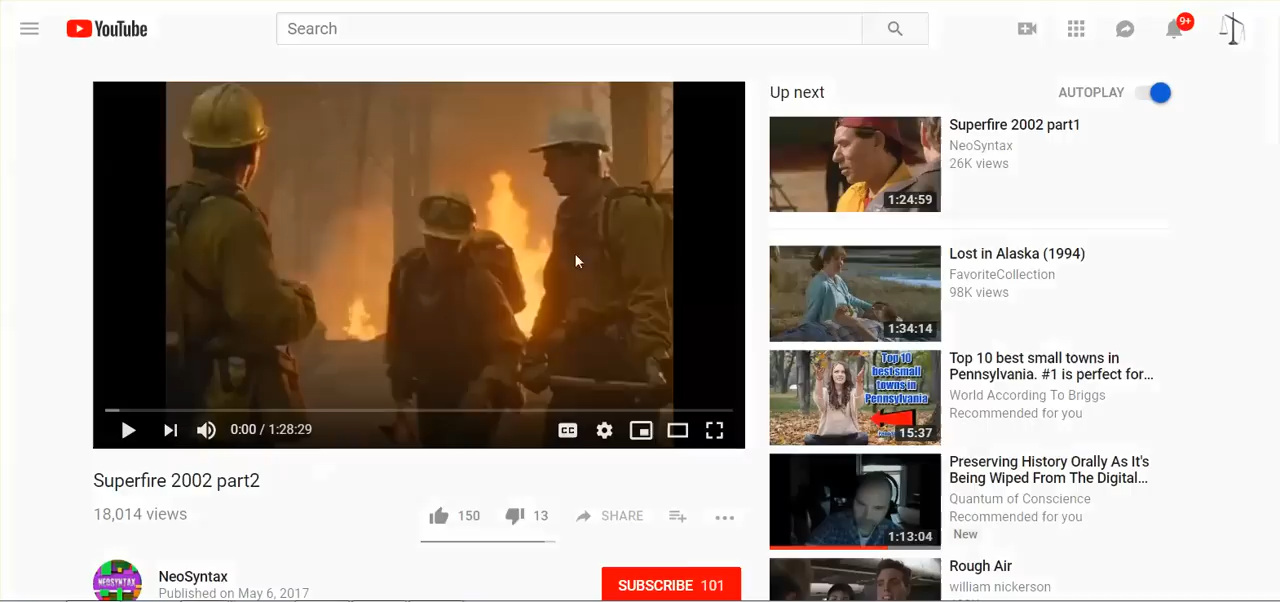 YouTube
Search
9+
Up next
AUTOPLAY
Superfire 2002 part1
NeoSyntax
26K views
1:24:59
Lost in Alaska (1994)
FavoriteCollection
98K views
1:34:14
Top 10
best small
towns in
Pennsylvania
15:37
Top 10 best small towns in
Pennsylvania. #1 is perfect for...
World According To Briggs
Recommended for you
Preserving History Orally As It's
Being Wiped From The Digital...
Quantum of Conscience
Recommended for you
New
1:13:04
Rough Air
william nickerson
0:00 / 1:28:29
CC
Superfire 2002 part2
18,014 views
150
13
SHARE
NEOSYNTAX
NeoSyntax
Published on May 6, 2017
SUBSCRIBE 101